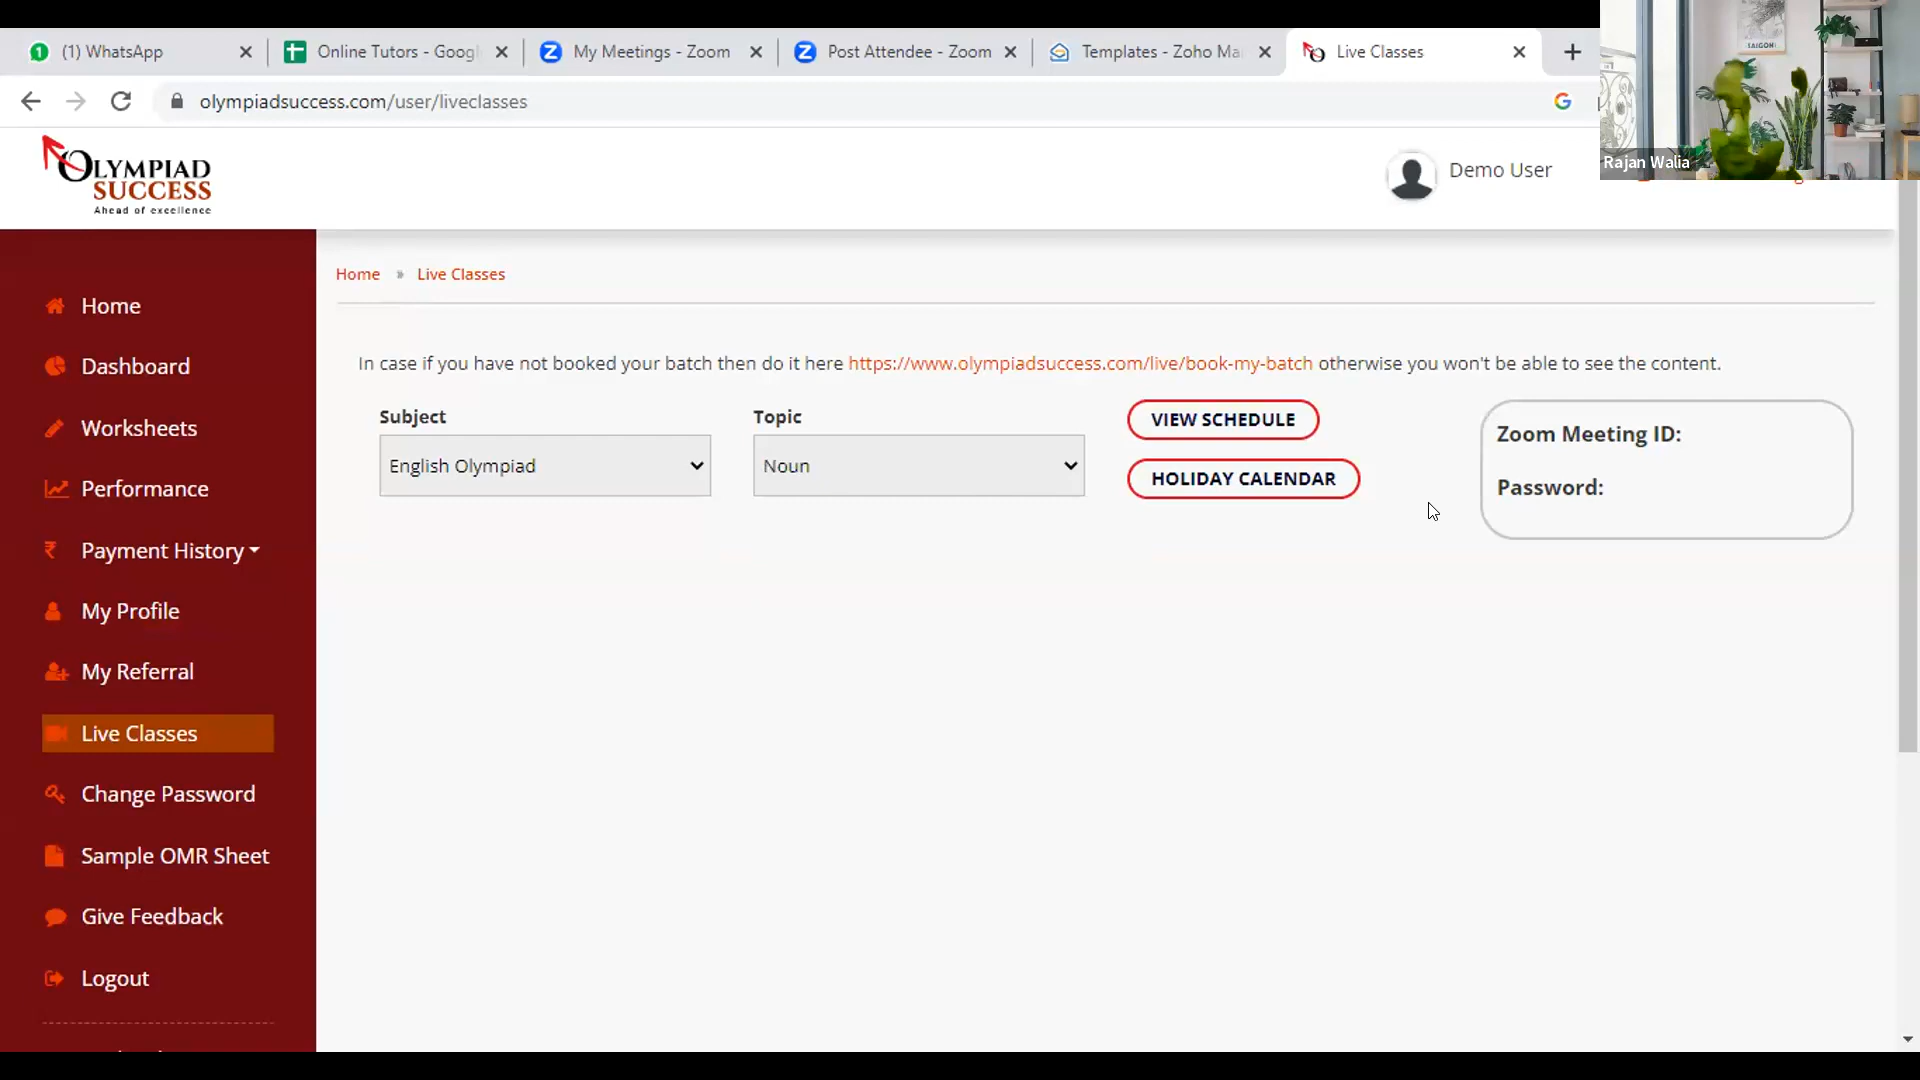 (1) WhatsApp
Online Tutors - Googl
My Meetings - Zoom
Post Attendee - Zoom
Templates - Zoho Ma
Live Classes
olympiadsuccess.com/user/liveclasses
SAIGON
Rajan Walia
OLYMPIAD
SUCCESS
Ahead of excellence
Demo User
Home
Dashboard
Worksheets
Performance
Payment History
My Profile
My Referral
Live Classes
Change Password
Sample OMR Sheet
Give Feedback
Logout
Home » Live Classes
In case if you have not booked your batch then do it here https://www.olympiadsuccess.com/live/book-my-batch otherwise you won't be able to see the content.
Subject
English Olympiad
Topic
Noun
VIEW SCHEDULE
HOLIDAY CALENDAR
Zoom Meeting ID:
Password: